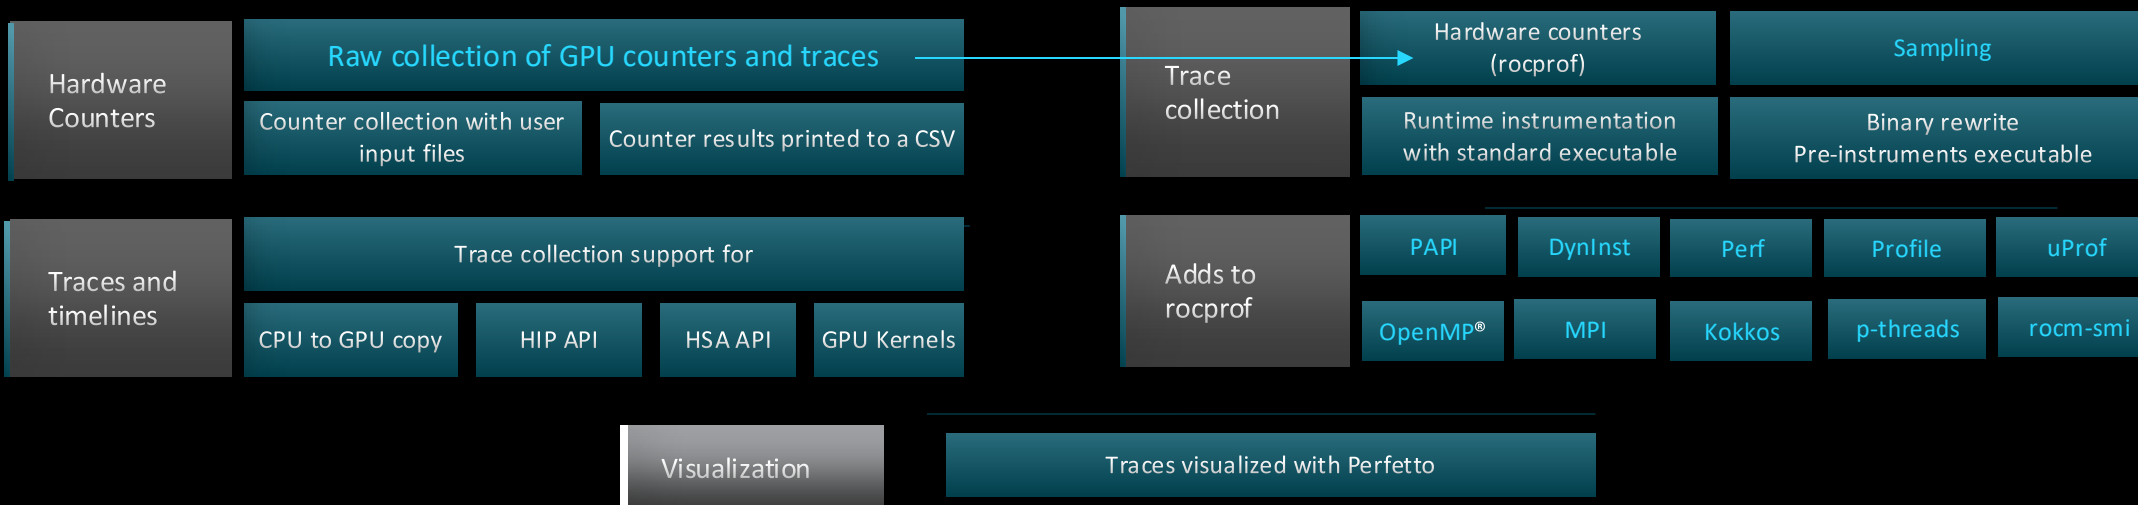 Hardware
Counters
Raw collection of GPU counters and traces
Counter collection with user
input files
Counter results printed to a CSV
Traces and
timelines
Trace collection support for
CPU to GPU copy
HIP API
HSA API
GPU Kernels
Trace
collection
Hardware counters
(rocprof)
Sampling
Runtime instrumentation
with standard executable
Binary rewrite
Pre-instruments executable
Adds to
rocprof
PAPI
DynInst
Perf
Profile
uProf
OpenMP®
MPI
Kokkos
p-threads
rocm-smi
Visualization
Traces visualized with Perfetto